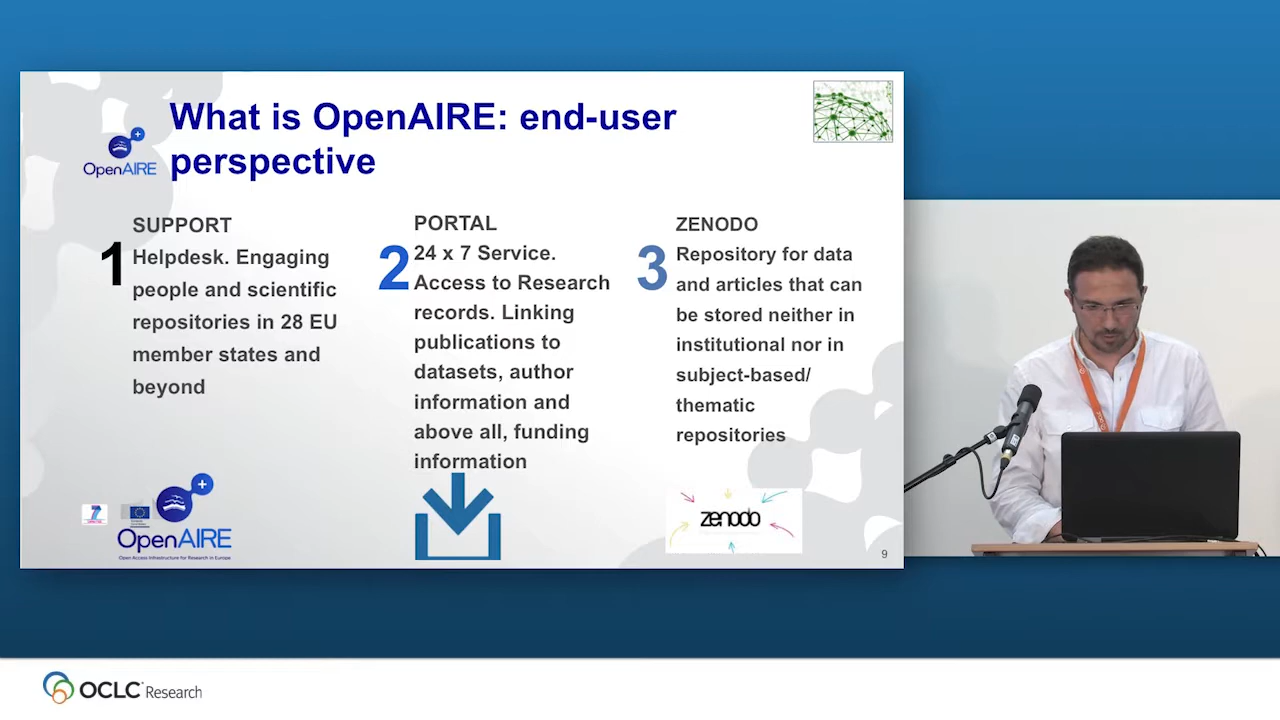 What is OpenAIRE: end-user
perspective
OpenAIRE
1
SUPPORT
Helpdesk. Engaging
people and scientific
repositories in 28 EU
member states and
beyond
2
PORTAL
24 x 7 Service.
Access to Research
records. Linking
publications to
datasets, author
information and
above all, funding
information
3
ZENODO
Repository for data
and articles that can
be stored neither in
institutional nor in
subject-based/
thematic
repositories
OpenAIRE
Open Access Infrastructure for Research in Europe
zenodo
9
OCLC Research